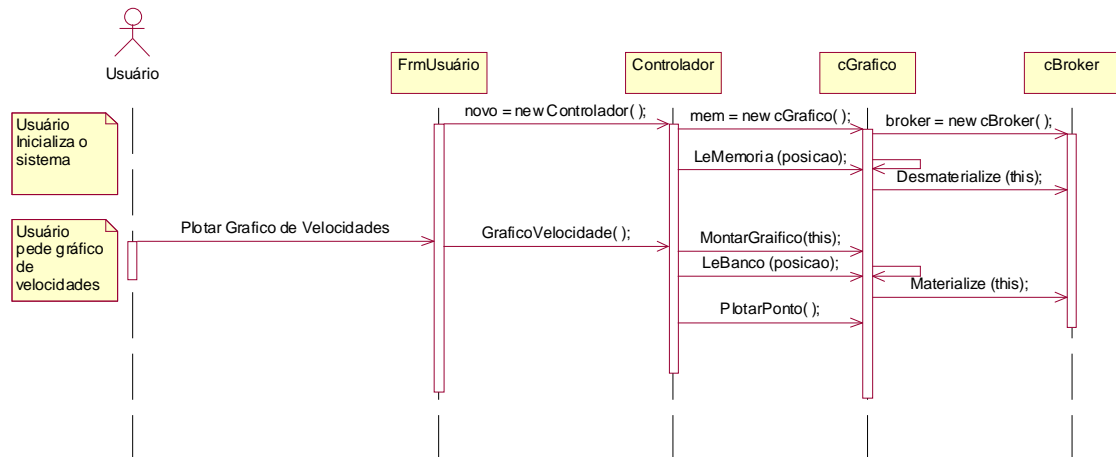 Usuário
FrmUsuário
Controlador
cGrafico
cBroker
Usuário
Inicializa o
sistema
novo = new Controlador( );
mem = new cGrafico( );
broker = new cBroker( );
LeMemoria (posicao);
Desmaterialize (this);
Usuário
pede gráfico
de
velocidades
Plotar Grafico de Velocidades
GraficoVelocidade( );
MontarGraifico(this);
LeBanco (posicao);
Materialize (this);
PlotarPonto( );